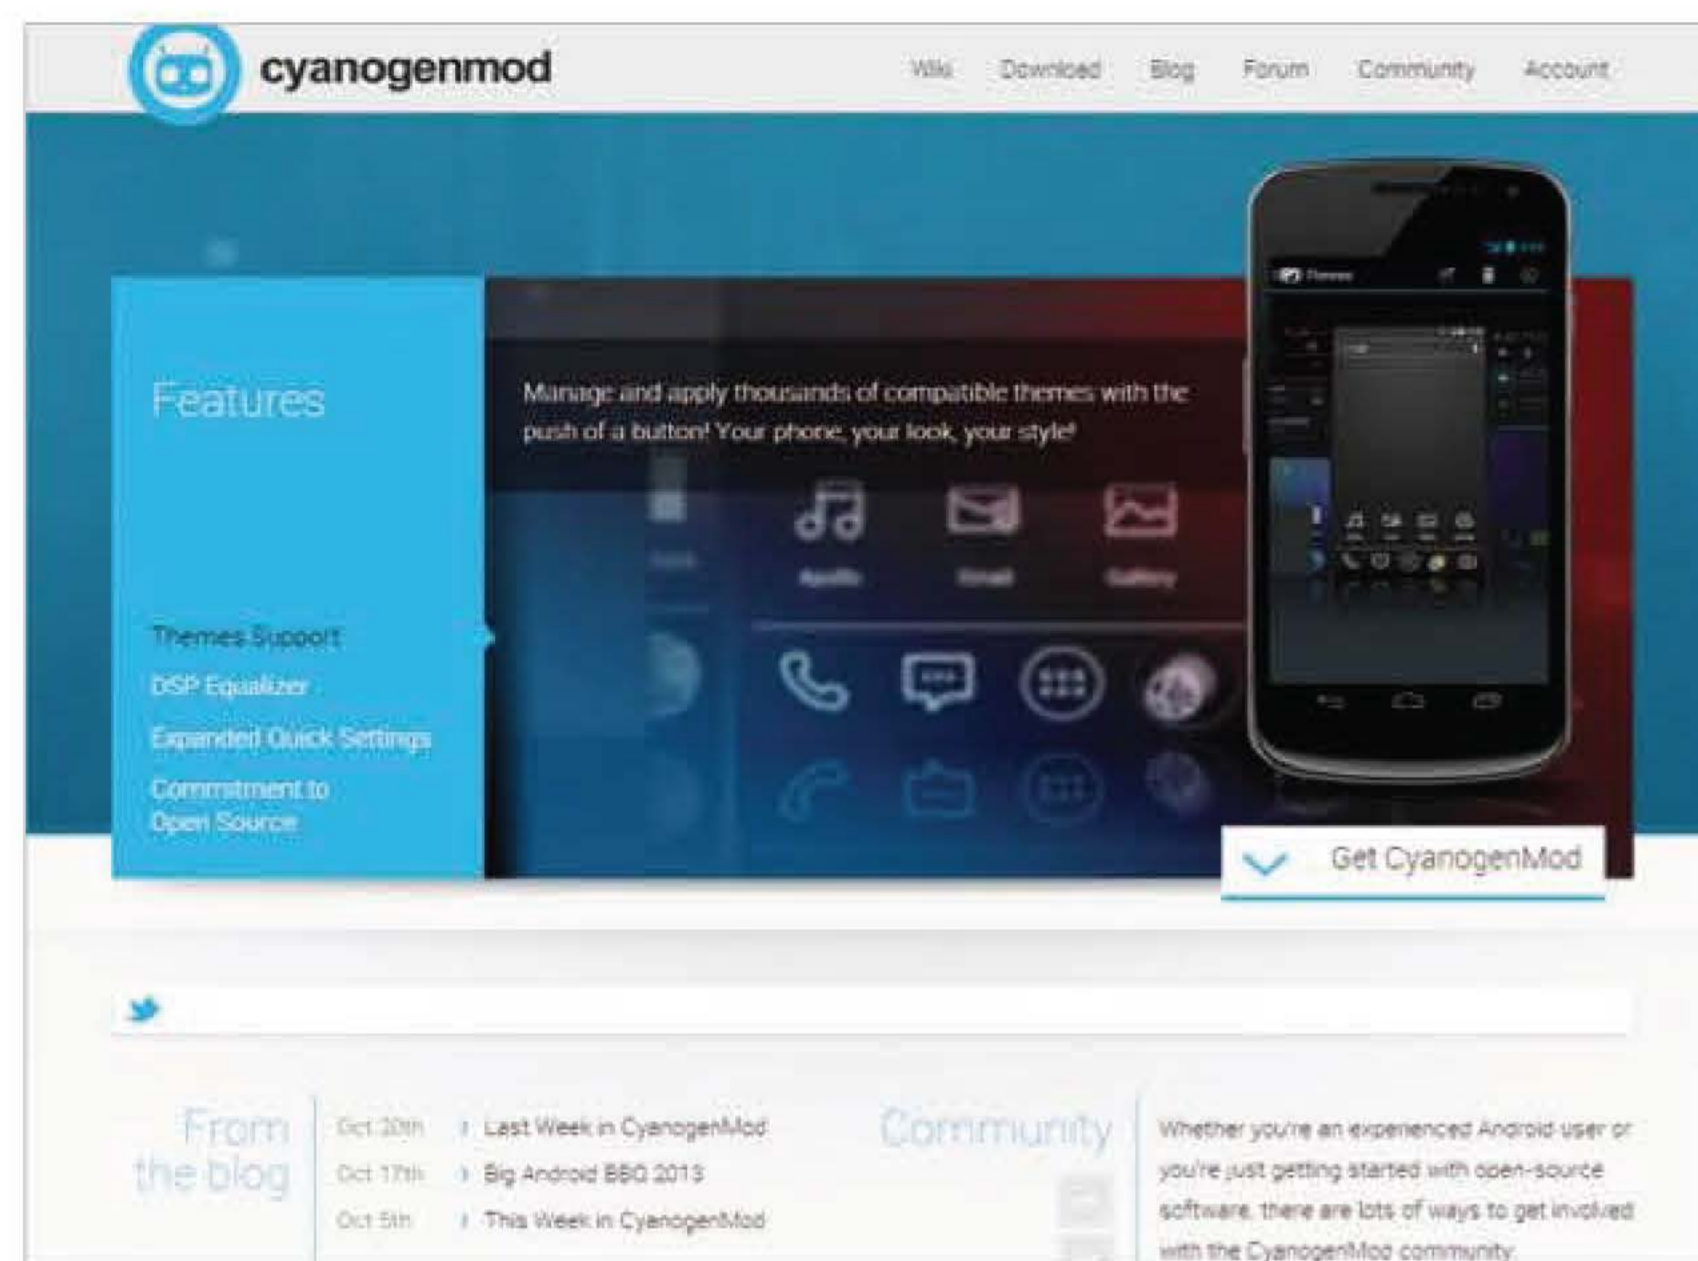 cyanogenmod
Wiki Download Blog Forum Community Account
Features
Manage and apply thousands of compatible themes with the
push of a button! Your phone, your look, your style!
Themes Support
DSP Equalizer
Expanded Quick Settings
Commitment to
Open Source
Apollo Email Gallery
Themes
Get CyanogenMod
From
the blog
Oct 20th Last Week in CyanogenMod
Oct 17th Big Android BBQ 2013
Oct 5th This Week in CyanogenMod
Community
Whether you're an experienced Android user or
you're just getting started with open-source
software, there are lots of ways to get involved
with the CyanogenMod community.